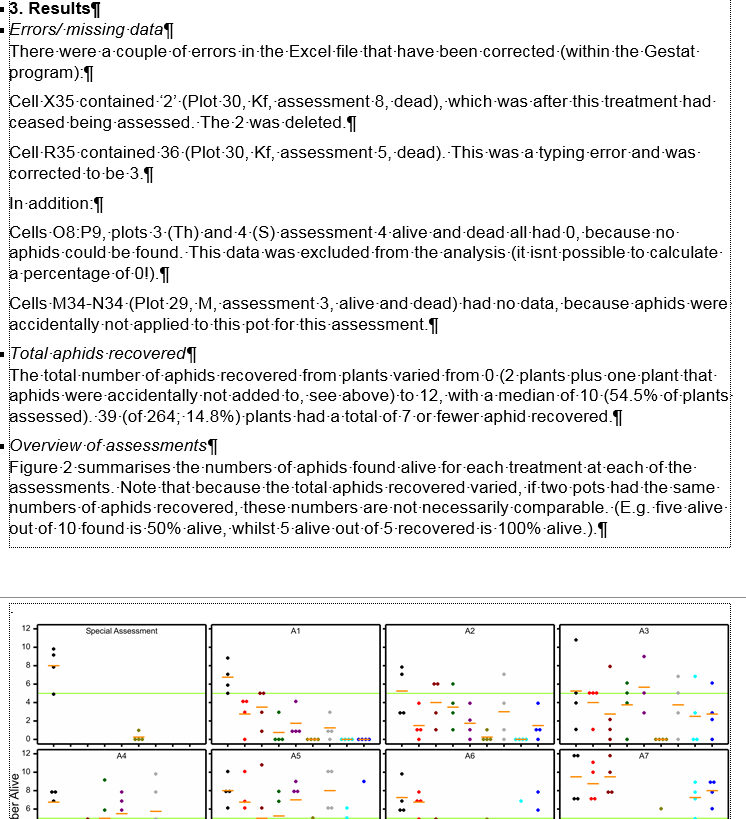 3. Results¶
Errors/ missing data¶
There were a couple of errors in the Excel file that have been corrected (within the Gestat
program):¶
Cell X35 contained ‘2’ (Plot 30, Kf, assessment 8, dead), which was after this treatment had
ceased being assessed. The 2 was deleted.¶
Cell R35 contained 36 (Plot 30, Kf, assessment 5, dead). This was a typing error and was
corrected to be 3.¶
In addition:¶
Cells O8:P9, plots 3 (Th) and 4 (S) assessment 4 alive and dead all had 0, because no
aphids could be found. This data was excluded from the analysis (it isnt possible to calculate
a percentage of 0!).¶
Cells M34-N34 (Plot 29, M, assessment 3, alive and dead) had no data, because aphids were
accidentally not applied to this pot for this assessment.¶
Total aphids recovered¶
The total number of aphids recovered from plants varied from 0 (2 plants plus one plant that
aphids were accidentally not added to, see above) to 12, with a median of 10 (54.5% of plants
assessed). 39 (of 264; 14.8%) plants had a total of 7 or fewer aphid recovered.¶
Overview of assessments¶
Figure 2 summarises the numbers of aphids found alive for each treatment at each of the
assessments. Note that because the total aphids recovered varied, if two pots had the same
numbers of aphids recovered, these numbers are not necessarily comparable. (E.g. five alive
out of 10 found is 50% alive, whilst 5 alive out of 5 recovered is 100% alive.).¶
Special Assessment
A1
A2
A3
12
10
8
6
4
2
0
A4
A5
A6
A7
12
10
8
6
ber Alive